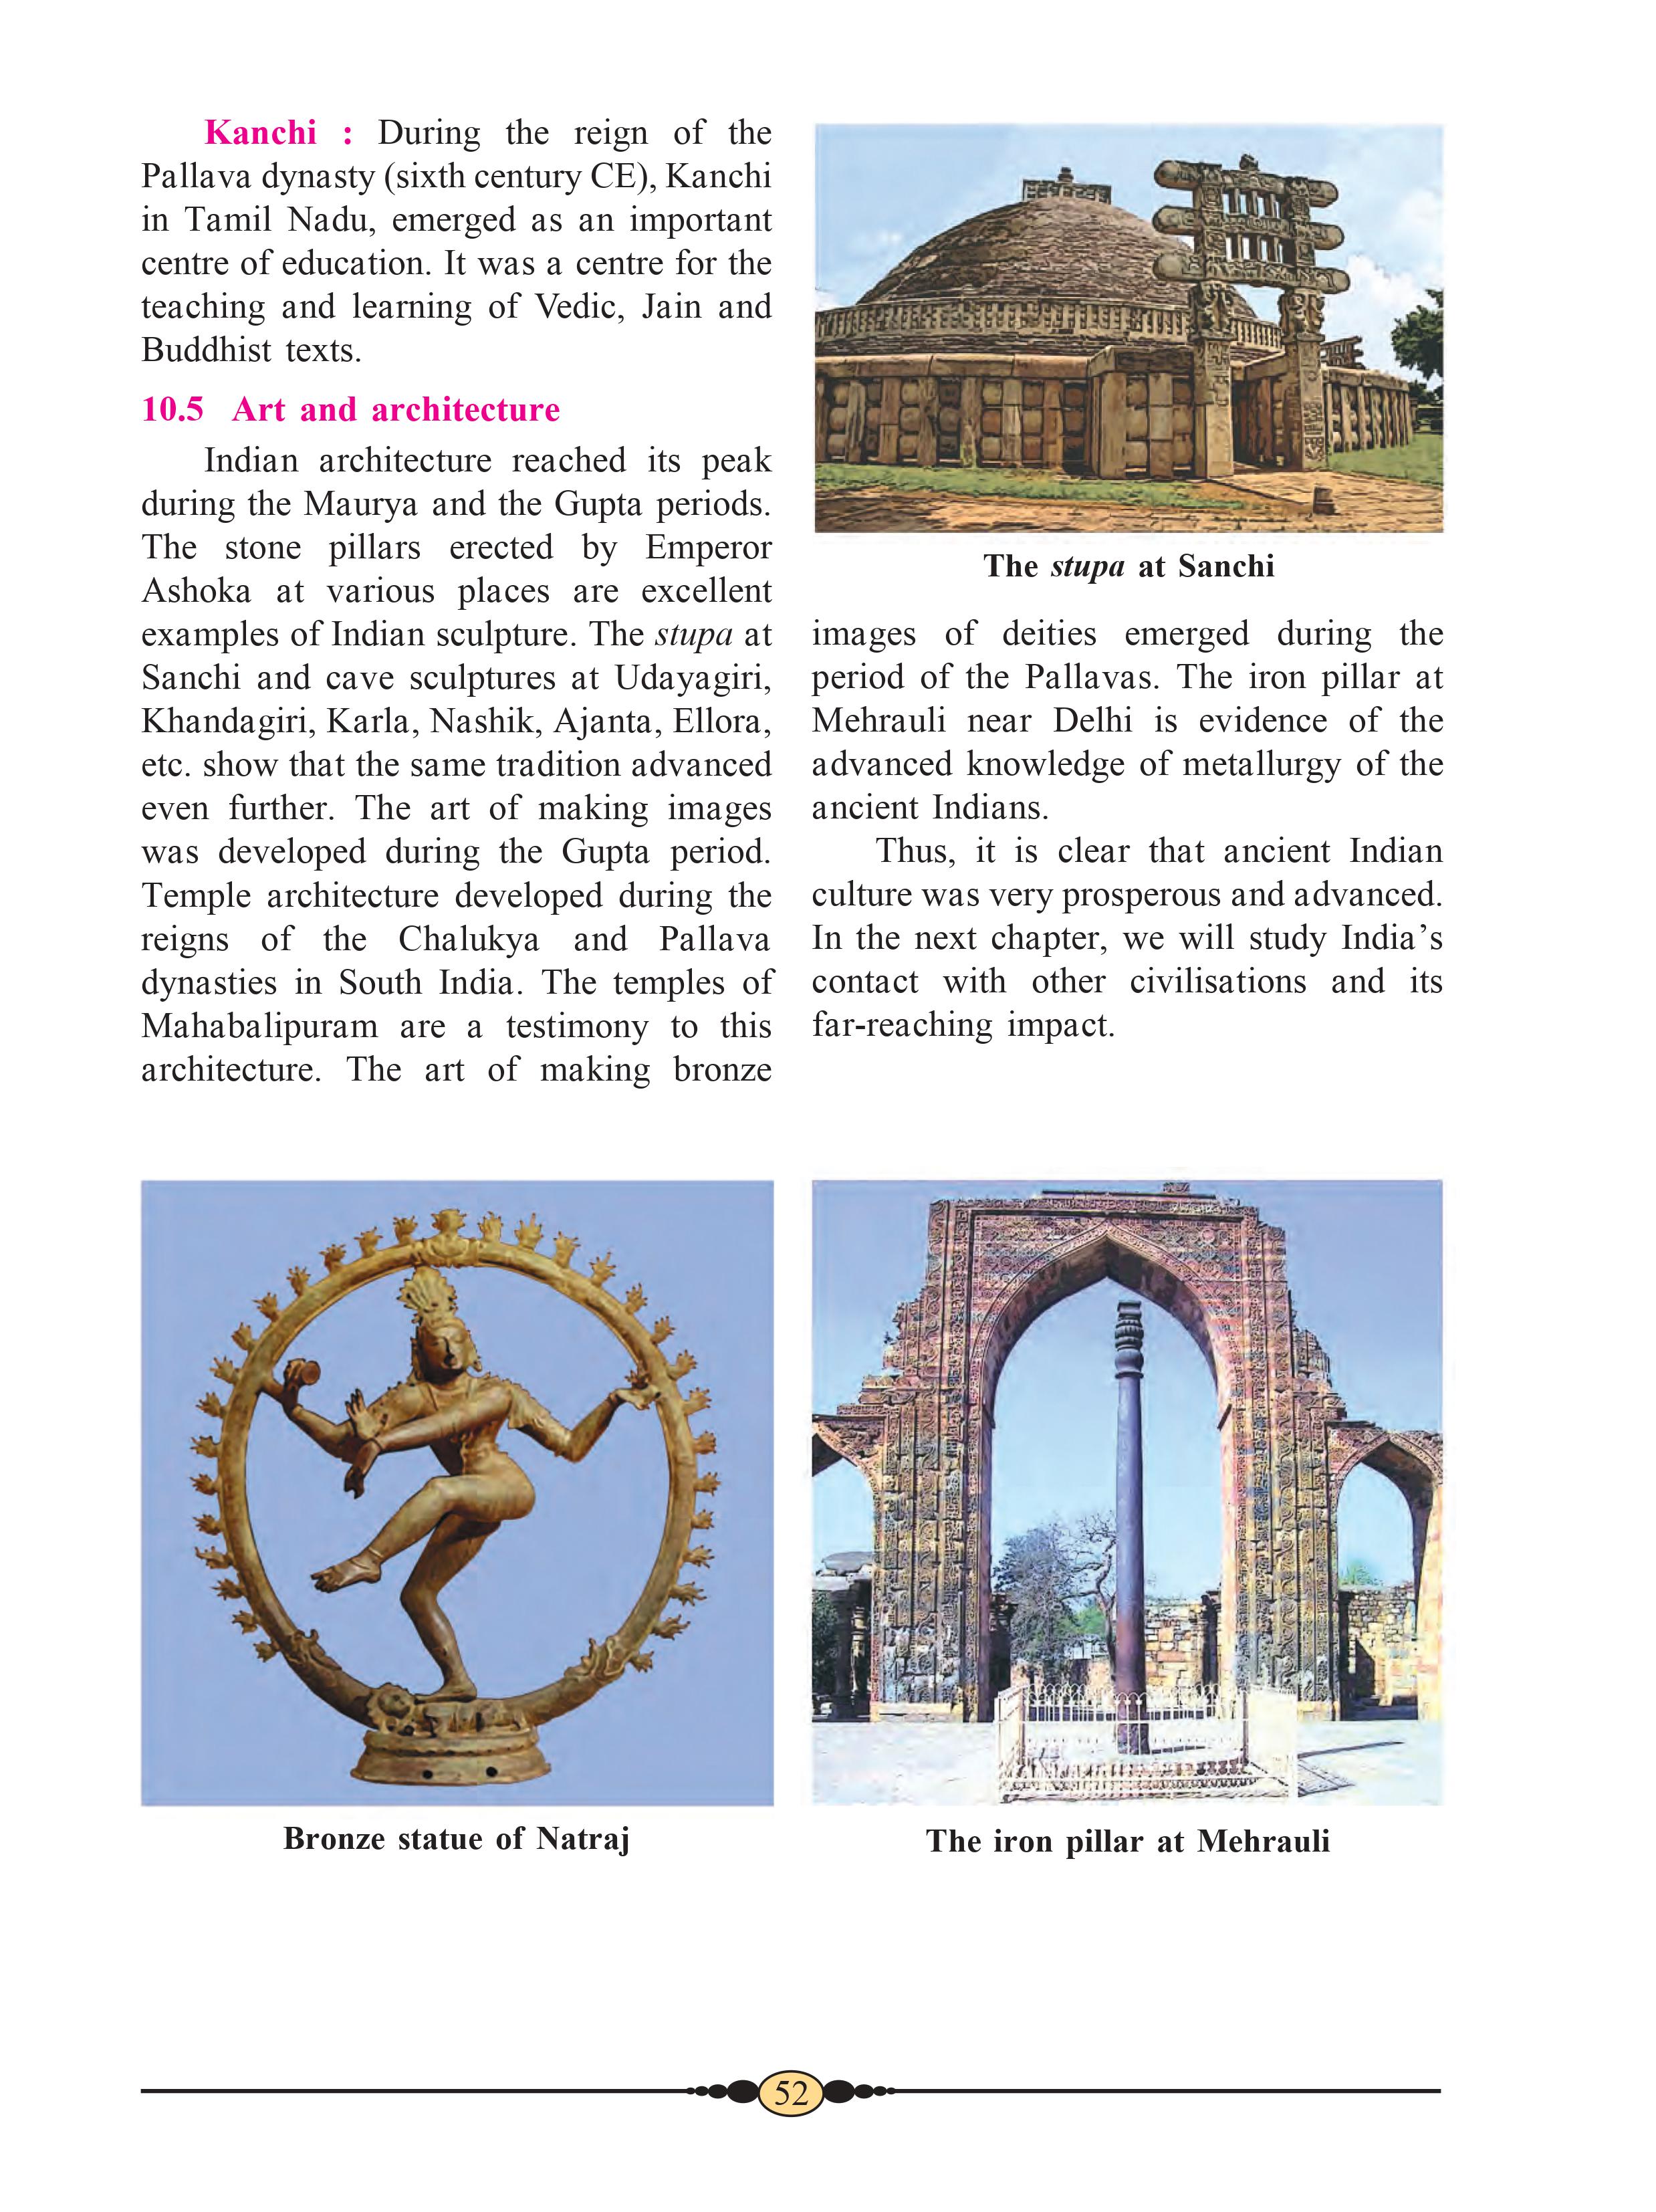 Kanchi : During the reign of the
Pallava dynasty (sixth century CE), Kanchi
in Tamil Nadu, emerged as an important
centre of education. It was a centre for the
teaching and learning of Vedic, Jain and
Buddhist texts.
10.5 Art and architecture
Indian architecture reached its peak
during the Maurya and the Gupta periods.
The stone pillars erected by Emperor
Ashoka at various places are excellent
examples of Indian sculpture. The stupa at
Sanchi and cave sculptures at Udayagiri,
Khandagiri, Karla, Nashik, Ajanta, Ellora,
etc. show that the same tradition advanced
even further. The art of making images
was developed during the Gupta period.
Temple architecture developed during the
reigns of the Chalukya and Pallava
dynasties in South India. The temples of
Mahabalipuram are a testimony to this
architecture. The art of making bronze
The stupa at Sanchi
images of deities emerged during the
period of the Pallavas. The iron pillar at
Mehrauli near Delhi is evidence of the
advanced knowledge of metallurgy of the
ancient Indians.
Thus, it is clear that ancient Indian
culture was very prosperous and advanced.
In the next chapter, we will study India’s
contact with other civilisations and its
far-reaching impact.
Bronze statue of Natraj
The iron pillar at Mehrauli
52